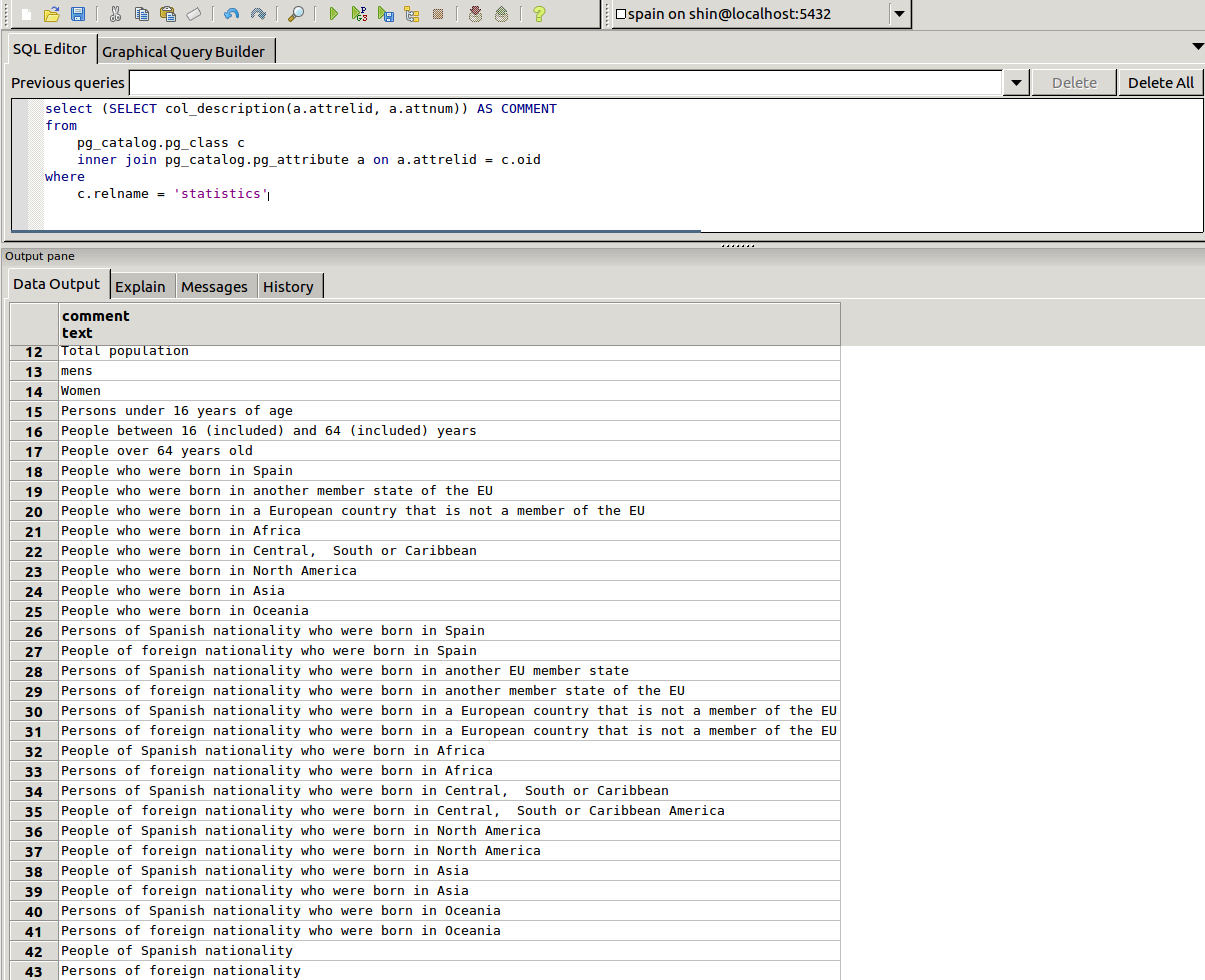 spain on shin@localhost:5432
SQL Editor Graphical Query Builder
Previous queries Delete Delete All
select (SELECT col_description(a.attrelid, a.attnum)) AS COMMENT
from
pg_catalog.pg_class c
inner join pg_catalog.pg_attribute a on a.attrelid = c.oid
where
c.relname = 'statistics'
Output pane
Data Output Explain Messages History
comment
text
12 Total population
13 mens
14 Women
15 Persons under 16 years of age
16 People between 16 (included) and 64 (included) years
17 People over 64 years old
18 People who were born in Spain
19 People who were born in another member state of the EU
20 People who were born in a European country that is not a member of the EU
21 People who were born in Africa
22 People who were born in Central,  South or Caribbean
23 People who were born in North America
24 People who were born in Asia
25 People who were born in Oceania
26 Persons of Spanish nationality who were born in Spain
27 People of foreign nationality who were born in Spain
28 Persons of Spanish nationality who were born in another EU member state
29 Persons of foreign nationality who were born in another member state of the EU
30 Persons of Spanish nationality who were born in a European country that is not a member of the EU
31 Persons of foreign nationality who were born in a European country that is not a member of the EU
32 People of Spanish nationality who were born in Africa
33 Persons of foreign nationality who were born in Africa
34 Persons of Spanish nationality who were born in Central,  South or Caribbean
35 People of foreign nationality who were born in Central,  South or Caribbean America
36 People of Spanish nationality who were born in North America
37 People of foreign nationality who were born in North America
38 People of Spanish nationality who were born in Asia
39 People of foreign nationality who were born in Asia
40 Persons of Spanish nationality who were born in Oceania
41 Persons of foreign nationality who were born in Oceania
42 People of Spanish nationality
43 Persons of foreign nationality